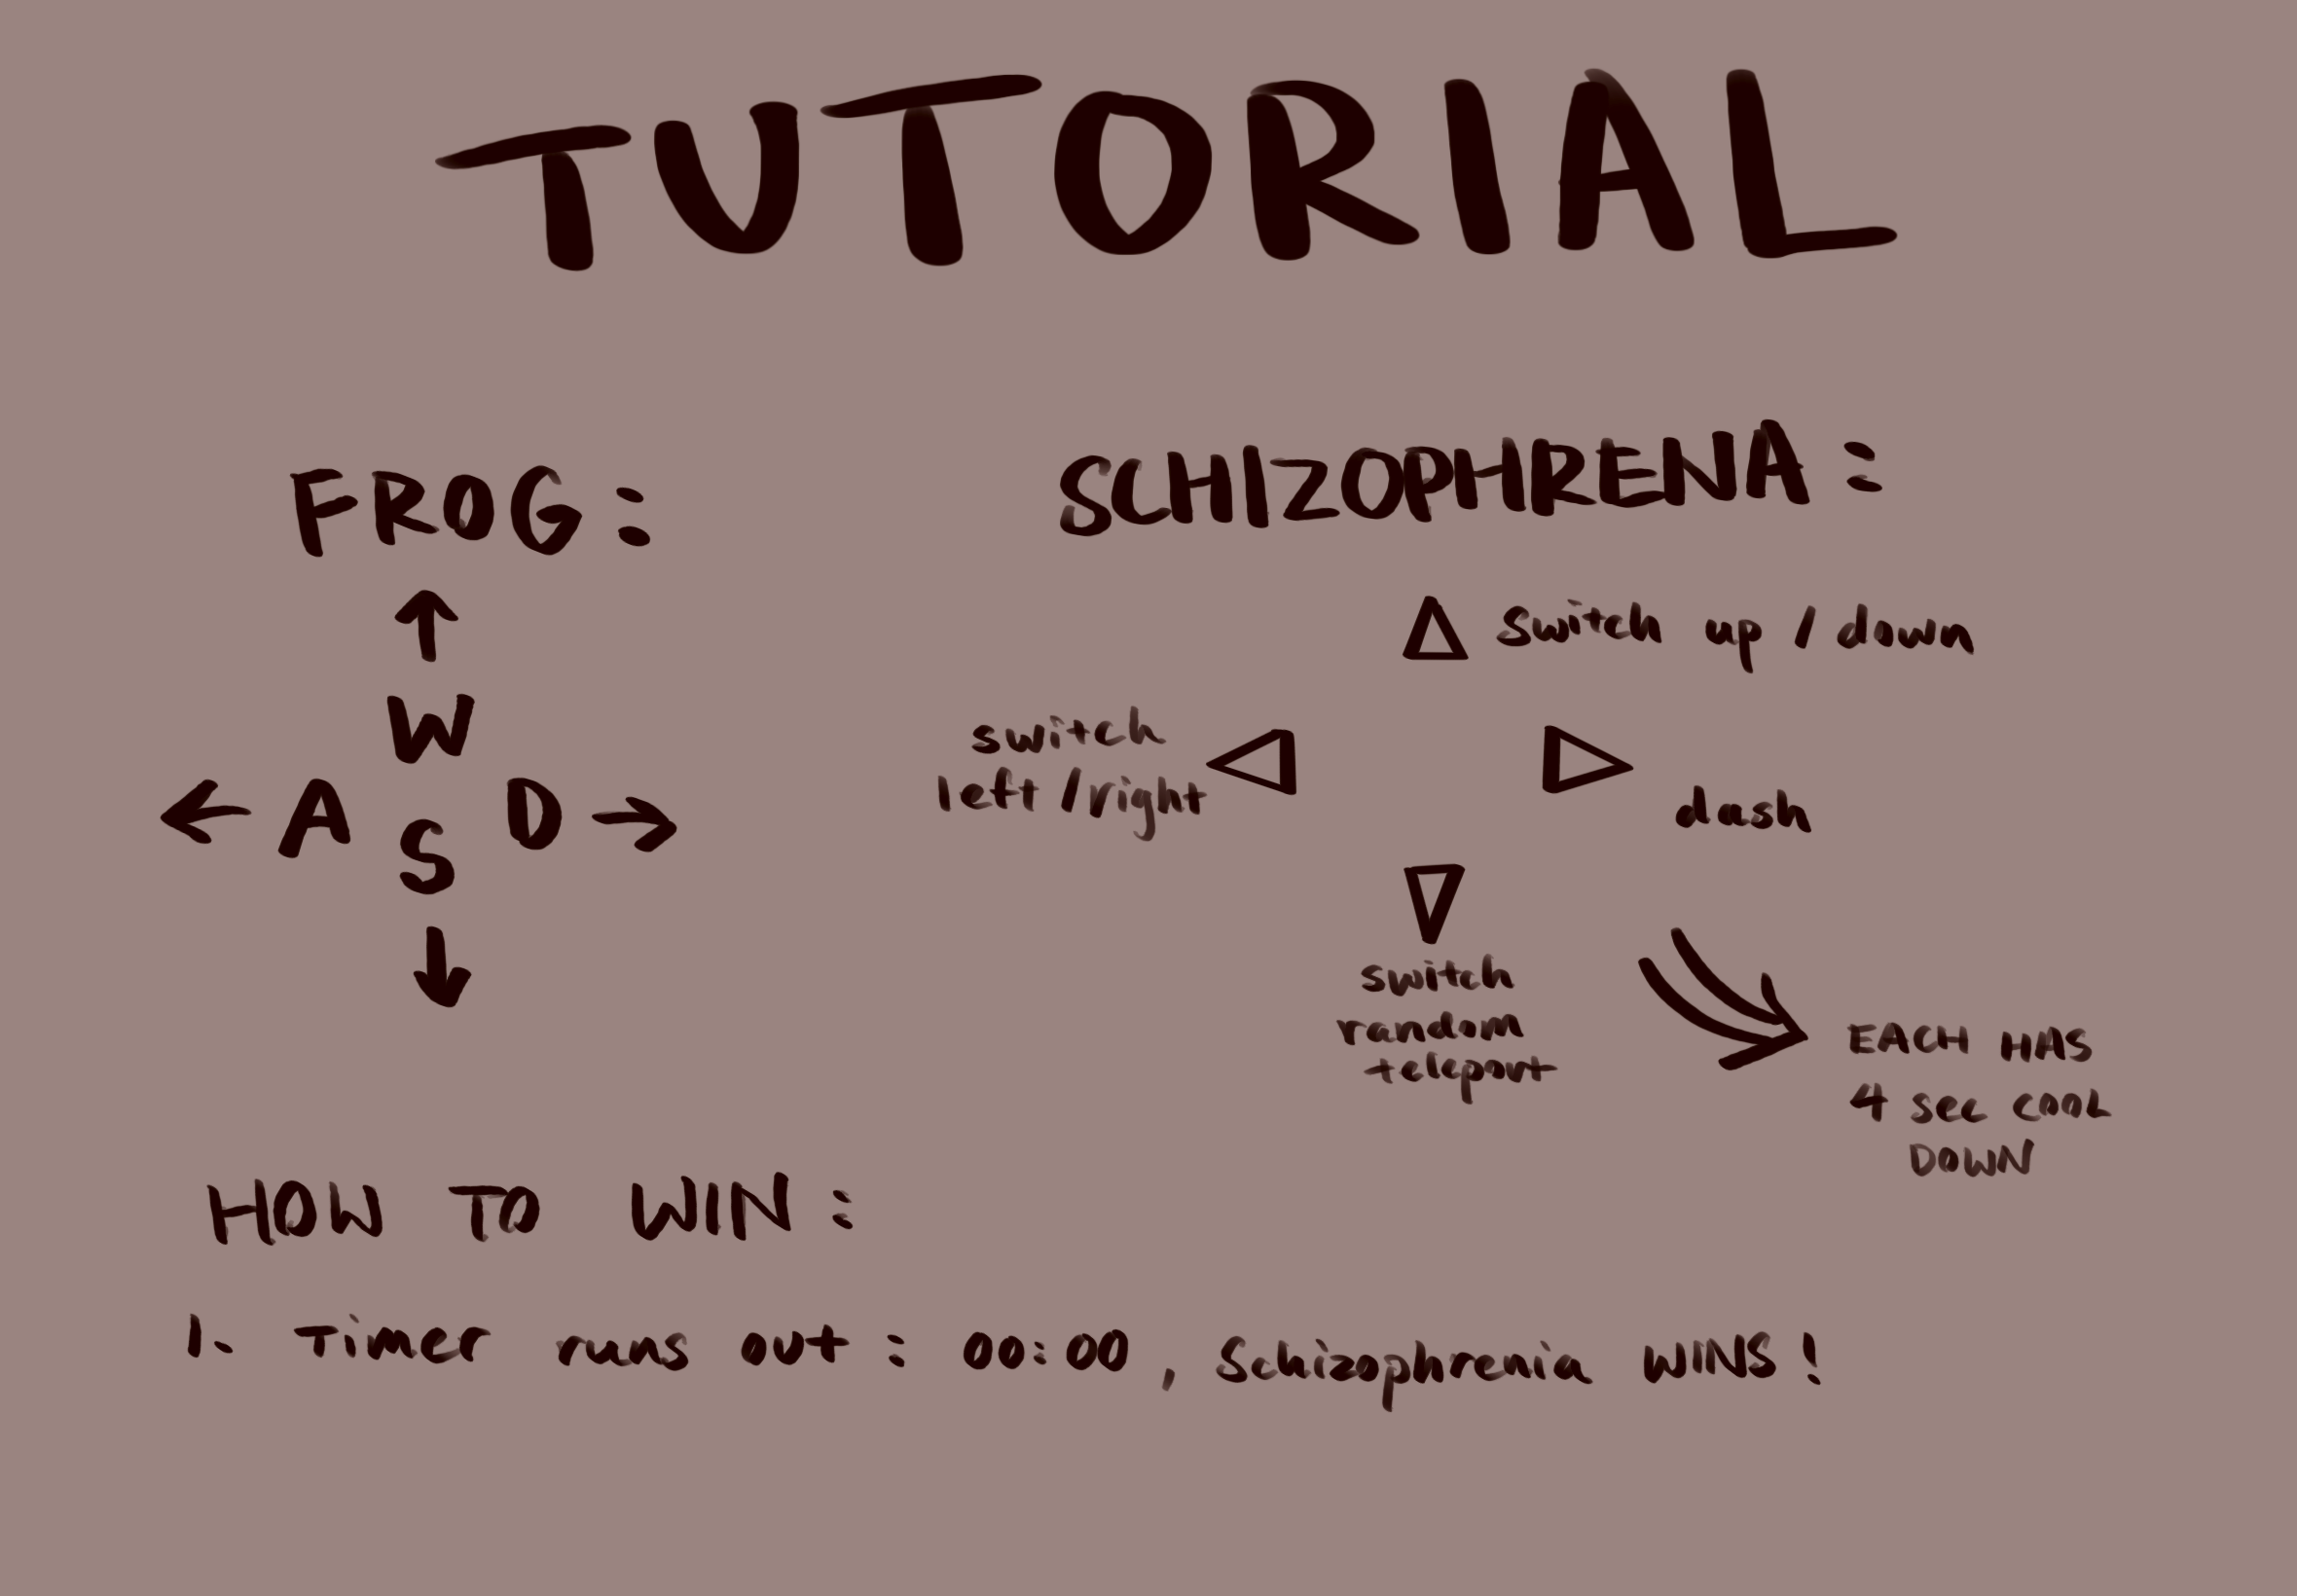 TUTORIAL
FROG:
W
A D
S
SCHIZOPHRENA:
switch up / down
switch
left / right
dash
switch
random
teleport
EACH HAS
4 sec COOL
DOWN
HOW TO WIN:
1. Timer runs out: 00:00, Schizophrenia WINS!